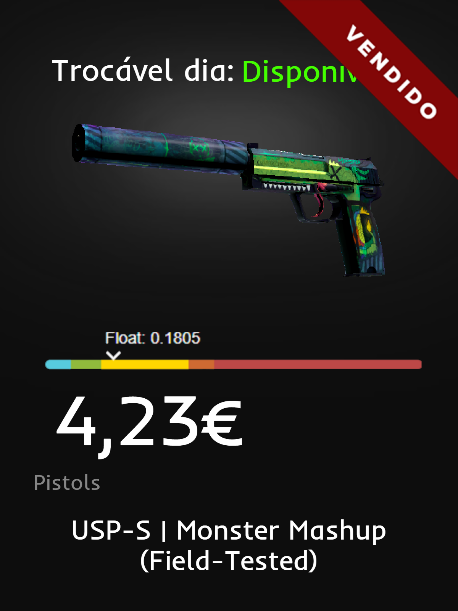 Trocável dia:
VENDIDO
Float: 0.1805
4,23€
Pistols
USP-S | Monster Mashup
(Field-Tested)